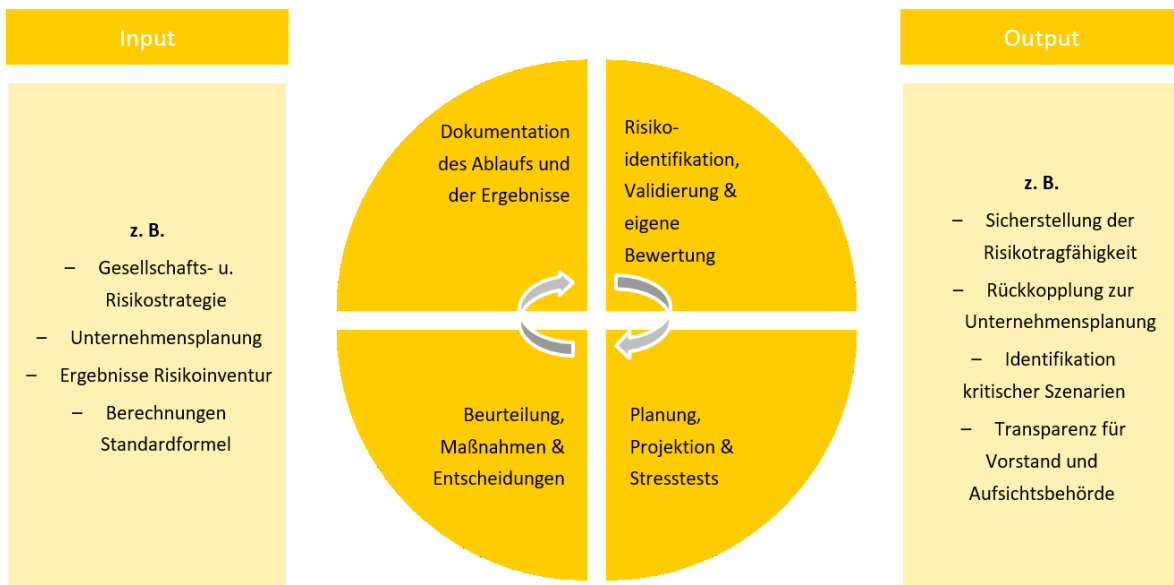 Input
z. B.
– Gesellschafts- u.
Risikostrategie
– Unternehmensplanung
– Ergebnisse Risikoinventur
– Berechnungen
Standardformel
Dokumentation
des Ablaufs und
der Ergebnisse
Risiko-
identifikation,
Validierung &
eigene
Bewertung
Beurteilung,
Maßnahmen &
Entscheidungen
Planung,
Projektion &
Stresstests
Output
z. B.
– Sicherstellung der
Risikotragfähigkeit
– Rückkopplung zur
Unternehmensplanung
– Identifikation
kritischer Szenarien
– Transparenz für
Vorstand und
Aufsichtsbehörde